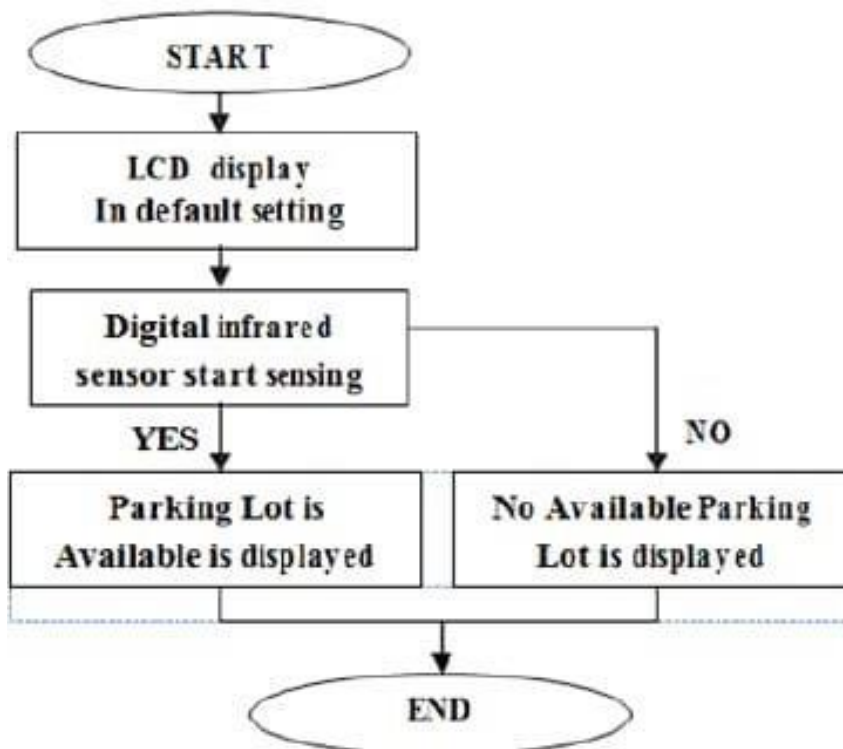 START
LCD display
In default setting
Digital infrared
sensor start sensing
YES
NO
Parking Lot is
Available is displayed
No Available Parking
Lot is displayed
END